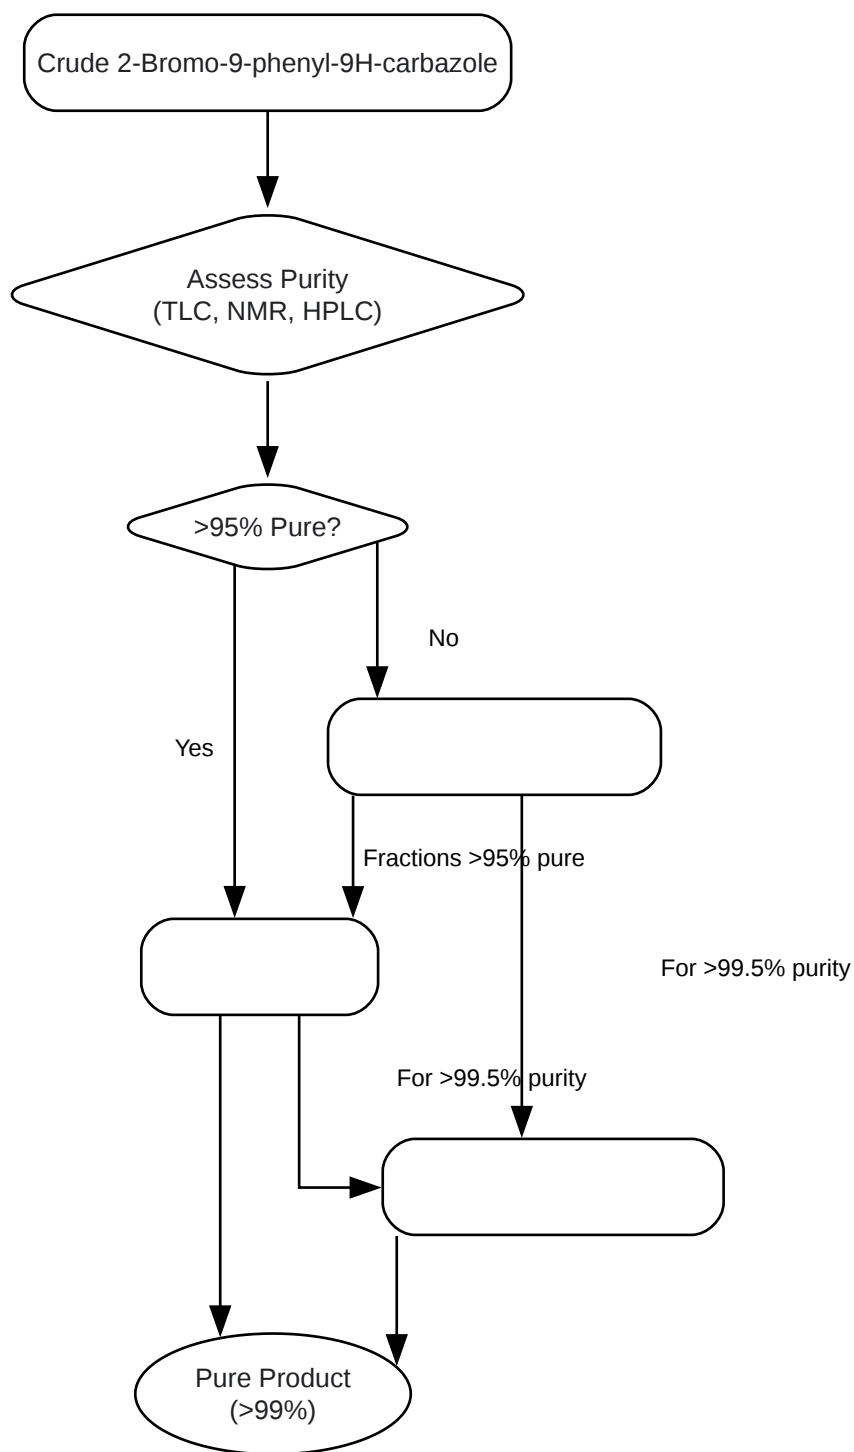 Crude 2-Bromo-9-phenyl-9H-carbazole
Assess Purity
(TLC, NMR, HPLC)
>95% Pure?
No
Yes
Fractions >95% pure
For >99.5% purity
For >99.5% purity
Pure Product
(>99%)